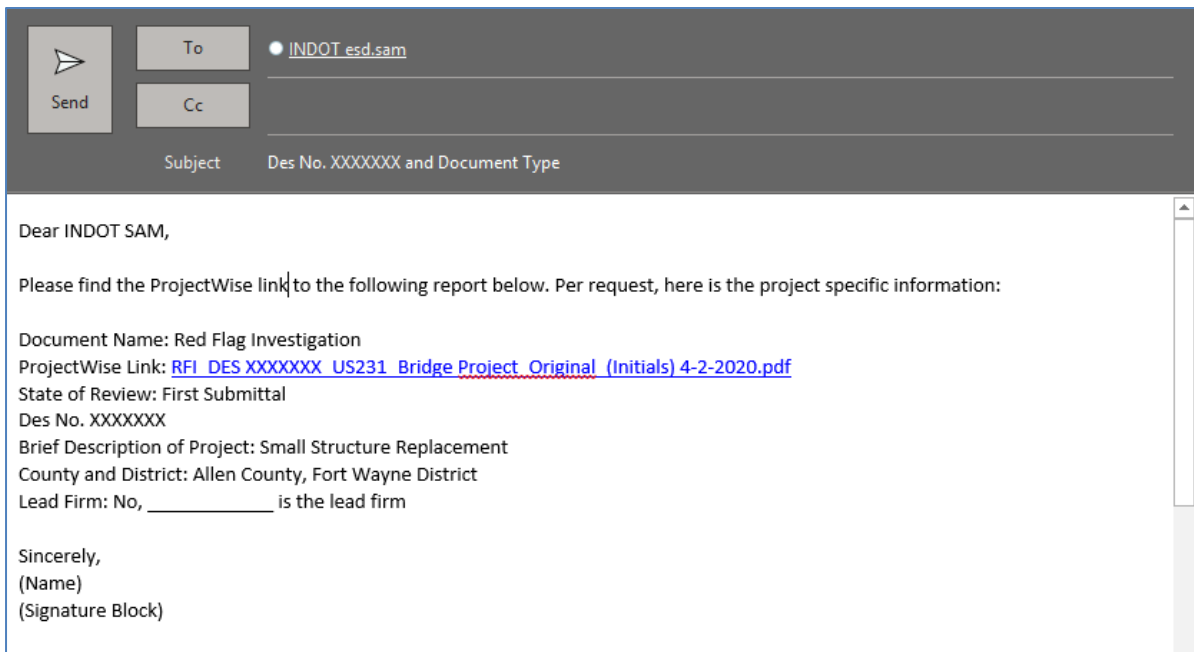 To
INDOT esd.sam
Send
Cc
Subject
Des No. XXXXXXX and Document Type
Dear INDOT SAM,
Please find the ProjectWise link to the following report below. Per request, here is the project specific information:
Document Name: Red Flag Investigation
ProjectWise Link: RFI_DES XXXXXXX_US231_Bridge Project_Original_(Initials) 4-2-2020.pdf
State of Review: First Submittal
Des No. XXXXXXX
Brief Description of Project: Small Structure Replacement
County and District: Allen County, Fort Wayne District
Lead Firm: No, _____________ is the lead firm
Sincerely,
(Name)
(Signature Block)